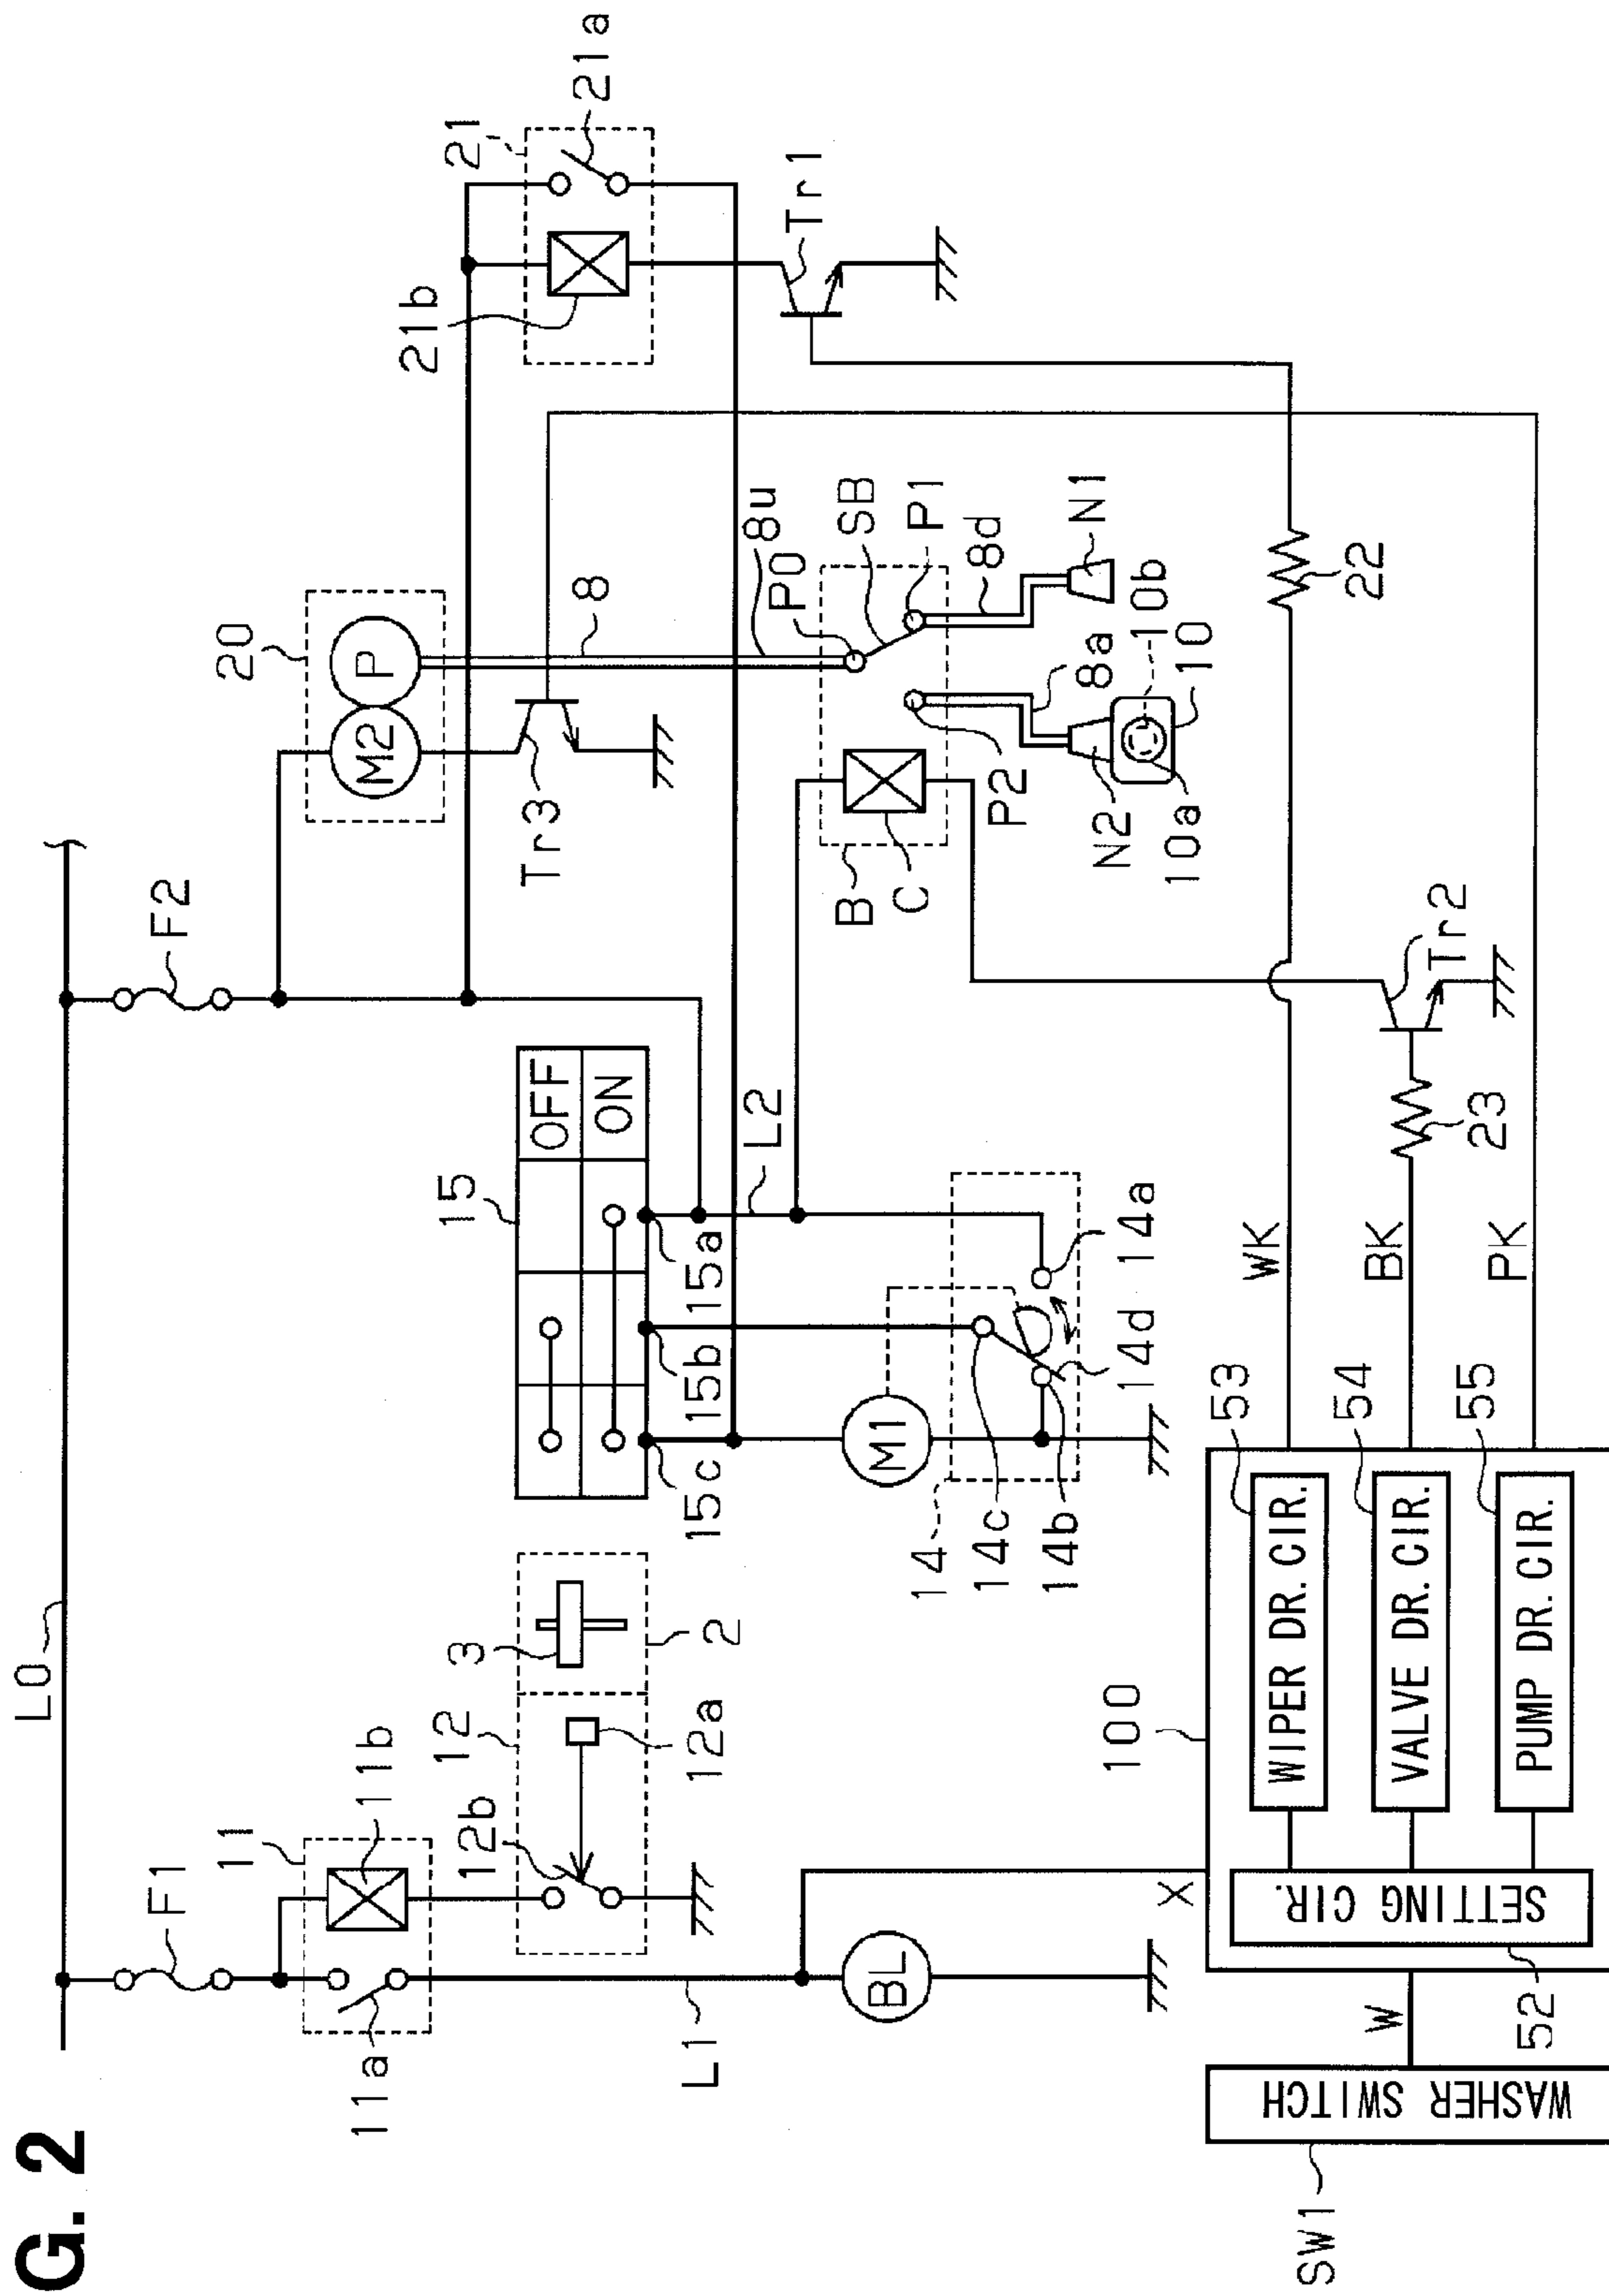 G. 2
L0
F1
F2
11
11b
11a
12
12b
12a
3
2
15
OFF
ON
15a
15b
15c
20
M2
P
Tr3
8
8u
21
21a
21b
Tr1
L1
BL
X
L2
M1
14
14a
14b
14c
14d
B
C
P0
SB
P1
P2
8d
8a
N1
N2
10b
10
10a
22
Tr2
23
WK
BK
PK
100
53
54
55
WIPER DR.CIR.
VALVE DR.CIR.
PUMP DR.CIR.
SETTING CIR.
52
W
WASHER SWITCH
SW1